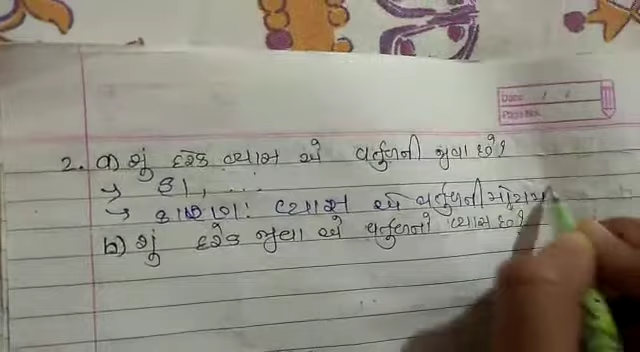 Date: / /
Page No.
2. a) શું દરેક વ્યાસ એ વર્તુળની જીવા છે?
→ હા, ...
→ કારણ: વ્યાસ એ વર્તુળની મોટામ
b) શું દરેક જીવા એ વર્તુળનો વ્યાસ છે?